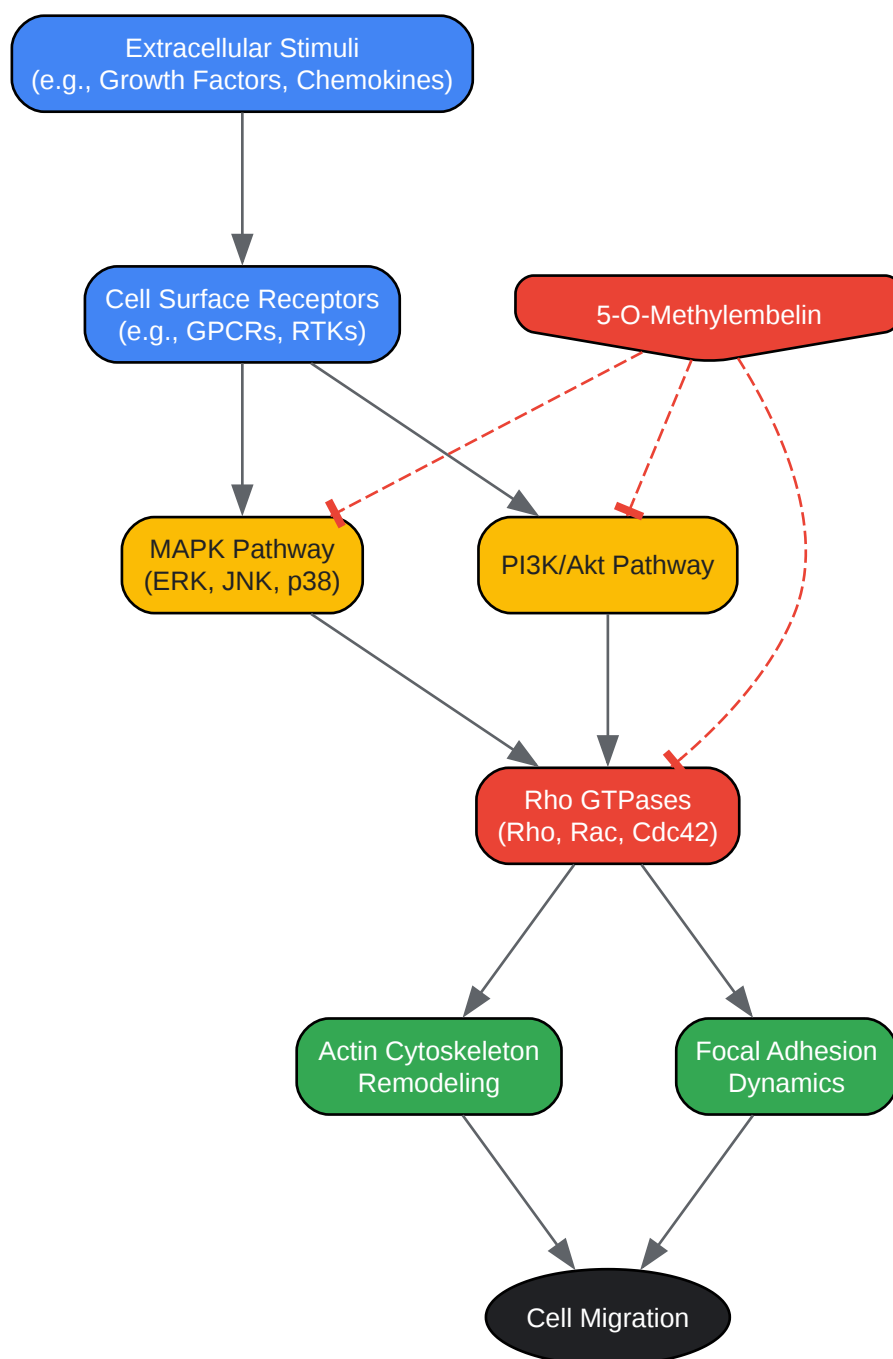 Extracellular Stimuli
(e.g., Growth Factors, Chemokines)
Cell Surface Receptors
(e.g., GPCRs, RTKs)
5-O-Methylembelin
MAPK Pathway
(ERK, JNK, p38)
PI3K/Akt Pathway
Rho GTPases
(Rho, Rac, Cdc42)
Actin Cytoskeleton
Remodeling
Focal Adhesion
Dynamics
Cell Migration